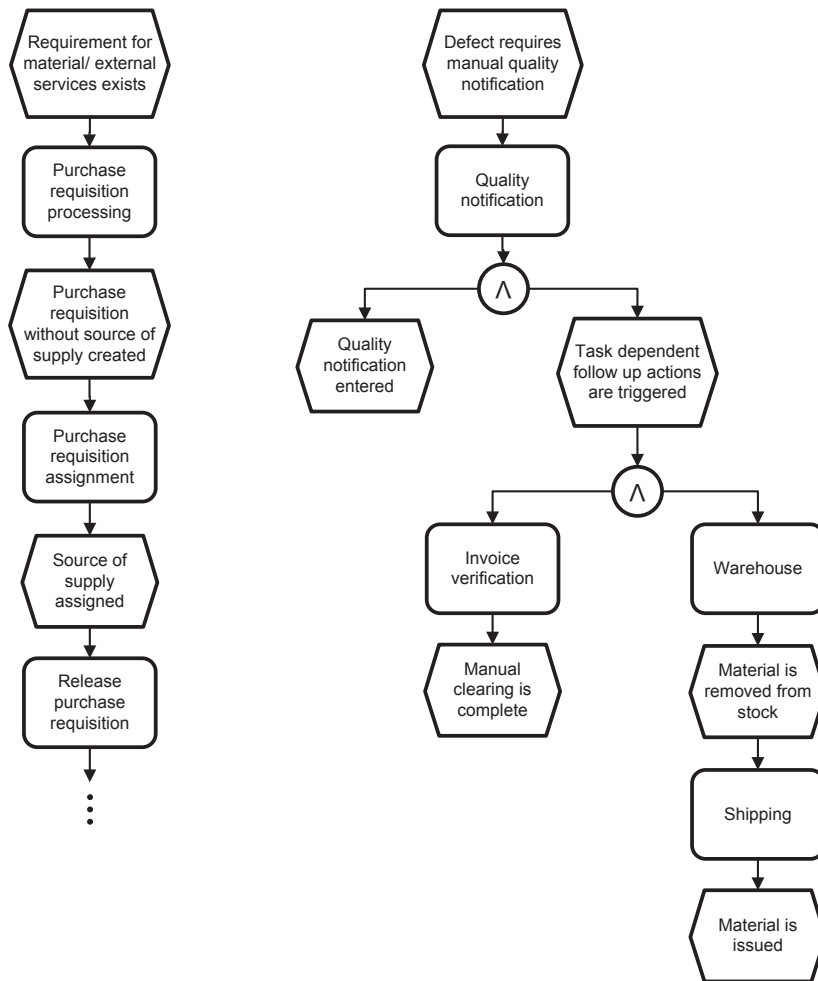 Requirement for
material/ external
services exists
Purchase
requisition
processing
Purchase
requisition
without source of
supply created
Purchase
requisition
assignment
Source of
supply
assigned
Release
purchase
requisition
Defect requires
manual quality
notification
Quality
notification
Λ
Quality
notification
entered
Task dependent
follow up actions
are triggered
Λ
Invoice
verification
Manual
clearing is
complete
Warehouse
Material is
removed from
stock
Shipping
Material is
issued